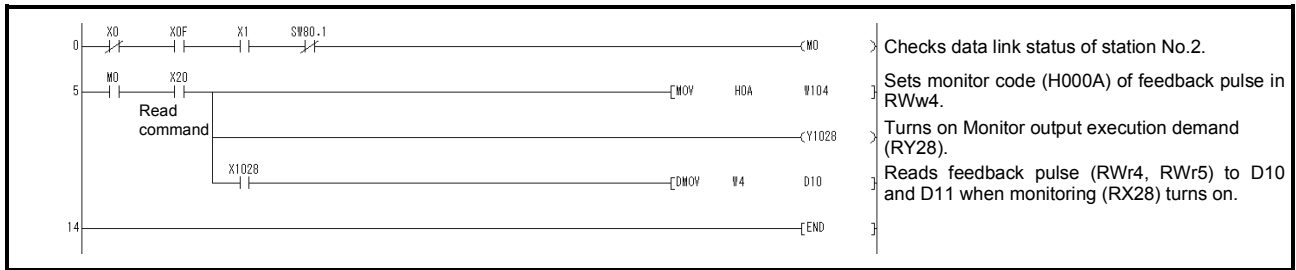 X0 X0F X1 SW80.1
0 (M0 ) Checks data link status of station No.2.
M0 X20
5 [MOV H0A W104 ] Sets monitor code (H000A) of feedback pulse in
RWw4.
Read
command
(Y1028 ) Turns on Monitor output execution demand
(RY28).
X1028
[DMOV W4 D10 ] Reads feedback pulse (RWr4, RWr5) to D10
and D11 when monitoring (RX28) turns on.
14 [END ]